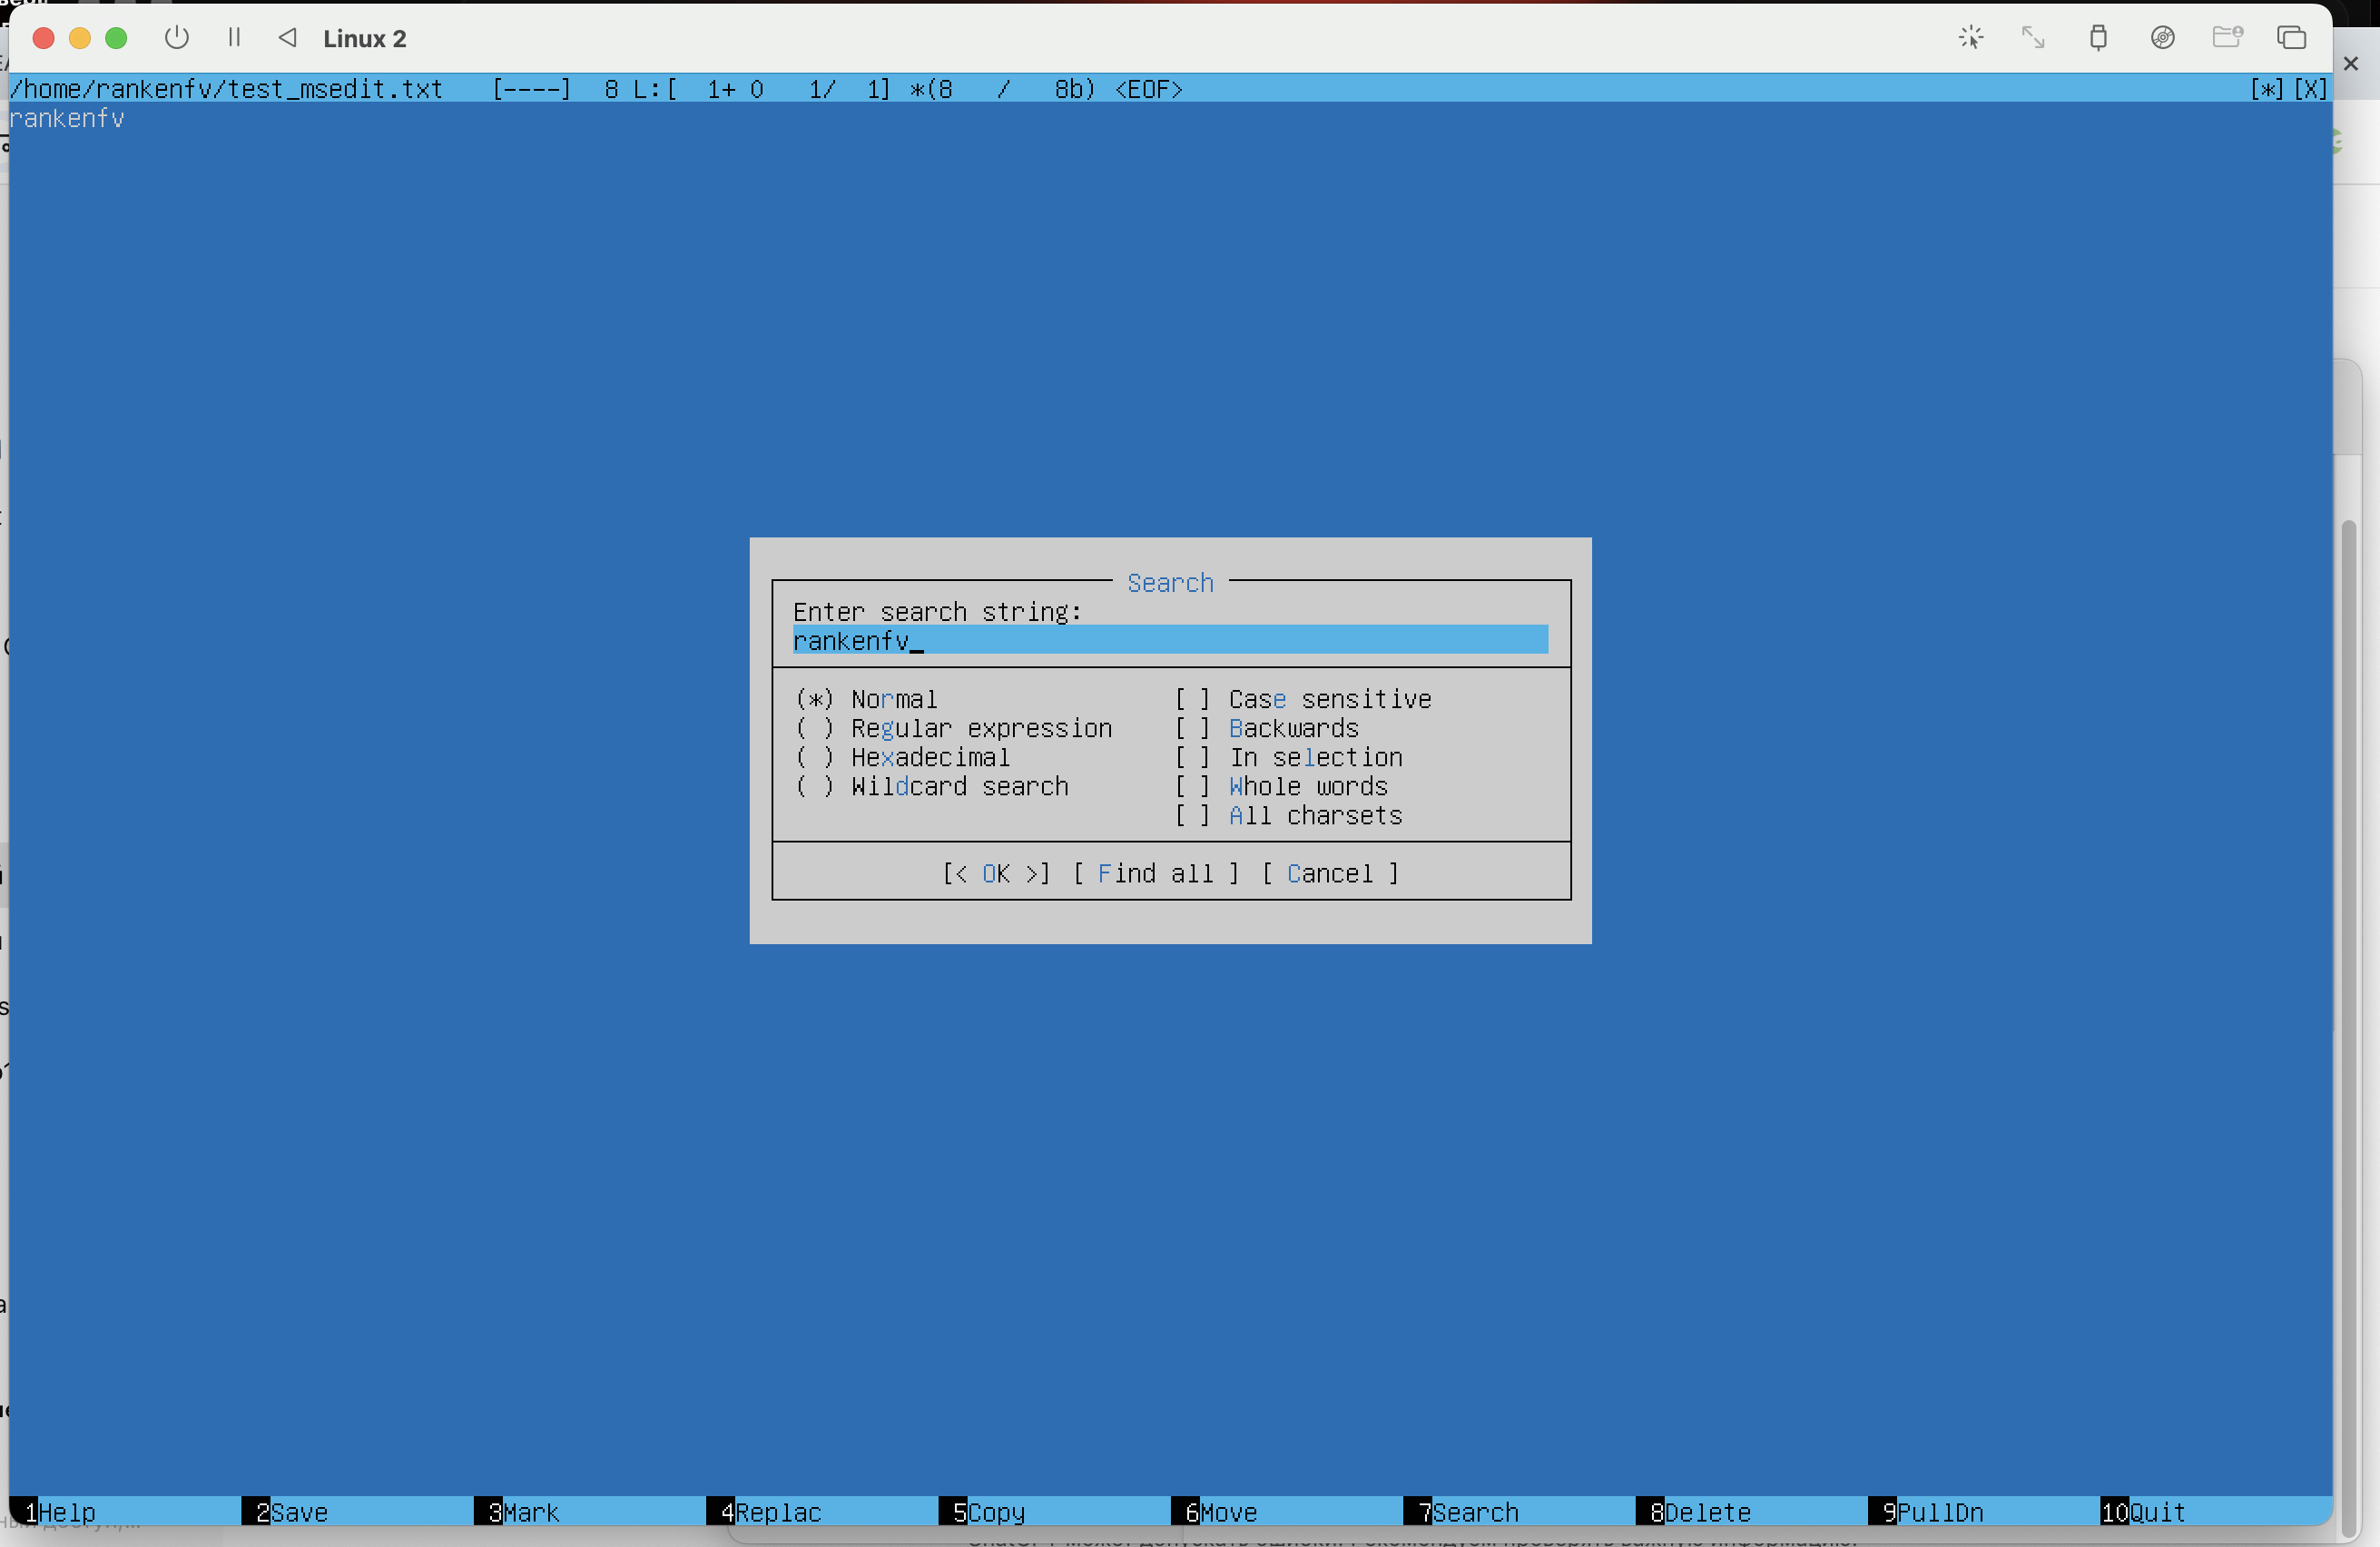 Linux 2
/home/rankenfv/test_msedit.txt [----] 8 L:[ 1+ 0 1/ 1] *(8 / 8b) <EOF> [*][X]
rankenfv
Search
Enter search string:
rankenfv_
(*) Normal [ ] Case sensitive
( ) Regular expression [ ] Backwards
( ) Hexadecimal [ ] In selection
( ) Wildcard search [ ] Whole words
[ ] All charsets
[< OK >] [ Find all ] [ Cancel ]
1Help 2Save 3Mark 4Replac 5Copy 6Move 7Search 8Delete 9PullDn 10Quit